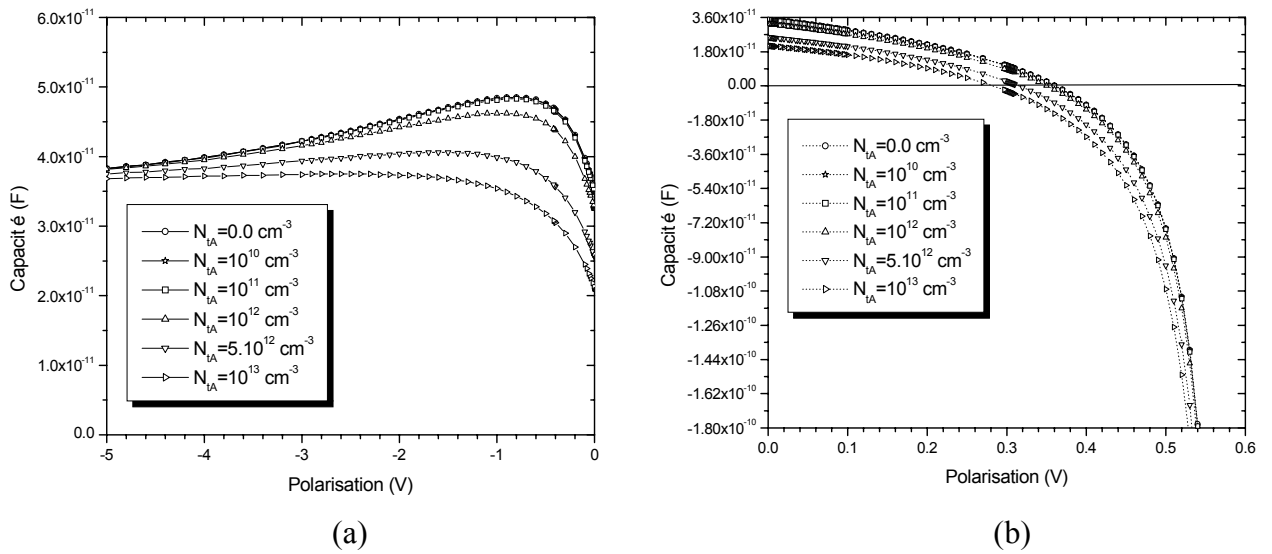 6.0x10⁻¹¹
5.0x10⁻¹¹
4.0x10⁻¹¹
3.0x10⁻¹¹
2.0x10⁻¹¹
1.0x10⁻¹¹
0.0
Capacité (F)
N_tA=0.0 cm⁻³
N_tA=10¹⁰ cm⁻³
N_tA=10¹¹ cm⁻³
N_tA=10¹² cm⁻³
N_tA=5.10¹² cm⁻³
N_tA=10¹³ cm⁻³
-5 -4 -3 -2 -1 0
Polarisation (V)
(a)
3.60x10⁻¹¹
1.80x10⁻¹¹
0.00
-1.80x10⁻¹¹
-3.60x10⁻¹¹
-5.40x10⁻¹¹
-7.20x10⁻¹¹
-9.00x10⁻¹¹
-1.08x10⁻¹⁰
-1.26x10⁻¹⁰
-1.44x10⁻¹⁰
-1.62x10⁻¹⁰
-1.80x10⁻¹⁰
Capacité (F)
N_tA=0.0 cm⁻³
N_tA=10¹⁰ cm⁻³
N_tA=10¹¹ cm⁻³
N_tA=10¹² cm⁻³
N_tA=5.10¹² cm⁻³
N_tA=10¹³ cm⁻³
0.0 0.1 0.2 0.3 0.4 0.5 0.6
Polarisation (V)
(b)